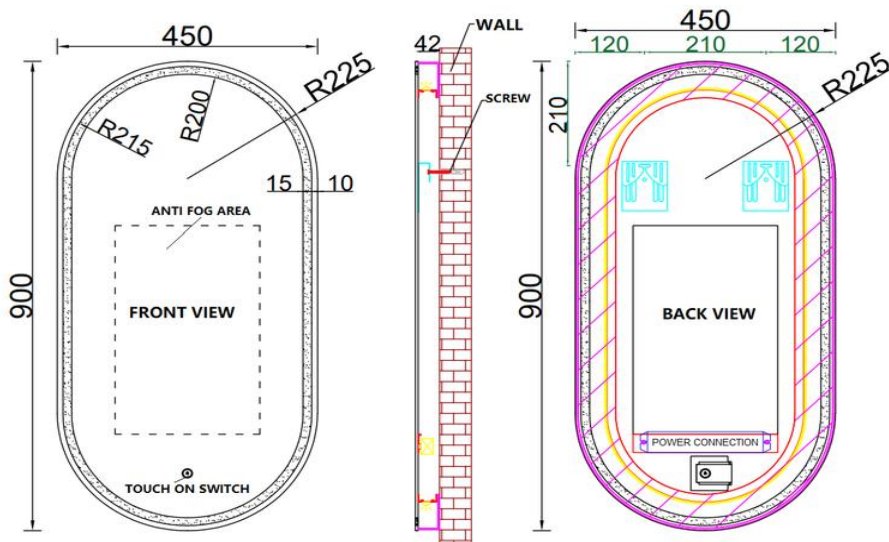 450
R225
R200
R215
15
10
900
ANTI FOG AREA
FRONT VIEW
TOUCH ON SWITCH
42
WALL
SCREW
450
120
210
120
R225
210
900
BACK VIEW
POWER CONNECTION